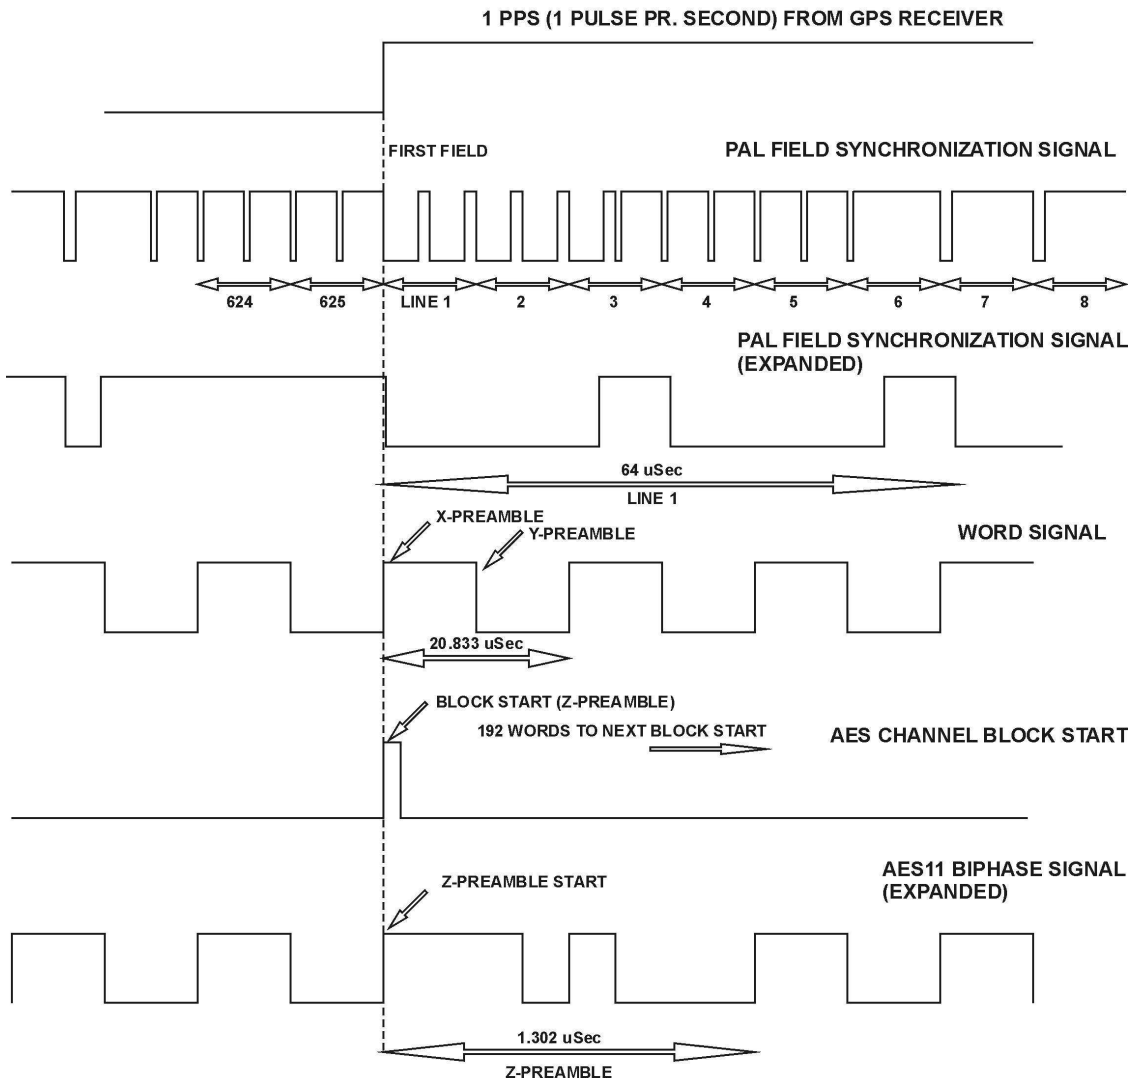 1 PPS (1 PULSE PR. SECOND) FROM GPS RECEIVER
FIRST FIELD
PAL FIELD SYNCHRONIZATION SIGNAL
624 625 LINE 1 2 3 4 5 6 7 8
PAL FIELD SYNCHRONIZATION SIGNAL
(EXPANDED)
64 uSec
LINE 1
X-PREAMBLE
Y-PREAMBLE
WORD SIGNAL
20.833 uSec
BLOCK START (Z-PREAMBLE)
192 WORDS TO NEXT BLOCK START
AES CHANNEL BLOCK START
AES11 BIPHASE SIGNAL
(EXPANDED)
Z-PREAMBLE START
1.302 uSec
Z-PREAMBLE